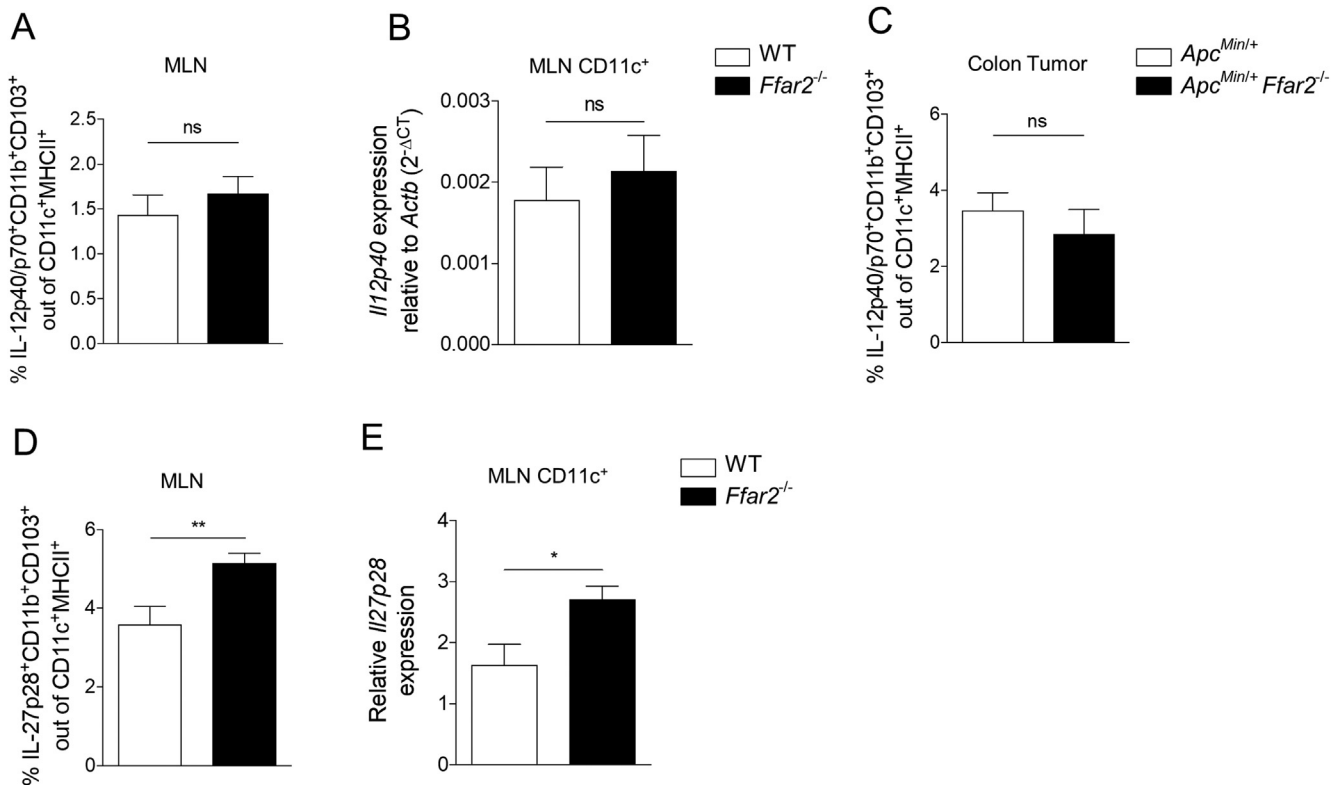 A
MLN
% IL-12p40/p70⁺CD11b⁺CD103⁺
out of CD11c⁺MHCII⁺
2.5
2.0
1.5
1.0
0.5
0.0
ns
B
MLN CD11c⁺
WT
Ffar2⁻/⁻
Il12p40 expression
relative to Actb (2⁻ΔCT)
0.003
0.002
0.001
0.000
ns
C
Colon Tumor
Apc^Min/+
Apc^Min/+ Ffar2⁻/⁻
% IL-12p40/p70⁺CD11b⁺CD103⁺
out of CD11c⁺MHCII⁺
6
4
2
0
ns
D
MLN
% IL-27p28⁺CD11b⁺CD103⁺
out of CD11c⁺MHCII⁺
6
4
2
0
**
E
MLN CD11c⁺
WT
Ffar2⁻/⁻
Relative Il27p28
expression
4
3
2
1
0
*